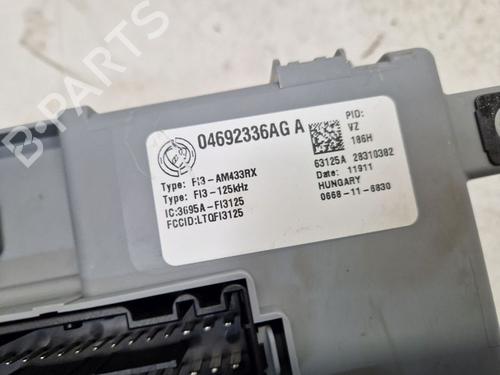 04692336AG A
Type: FI3-AM433RX
Type: FI3-125kHz
IC:3695A-FI3125
FCCID:LTQFI3125
PID:
VZ
186H
63125A 28310382
Date: 11911
HUNGARY
0668-11-6830